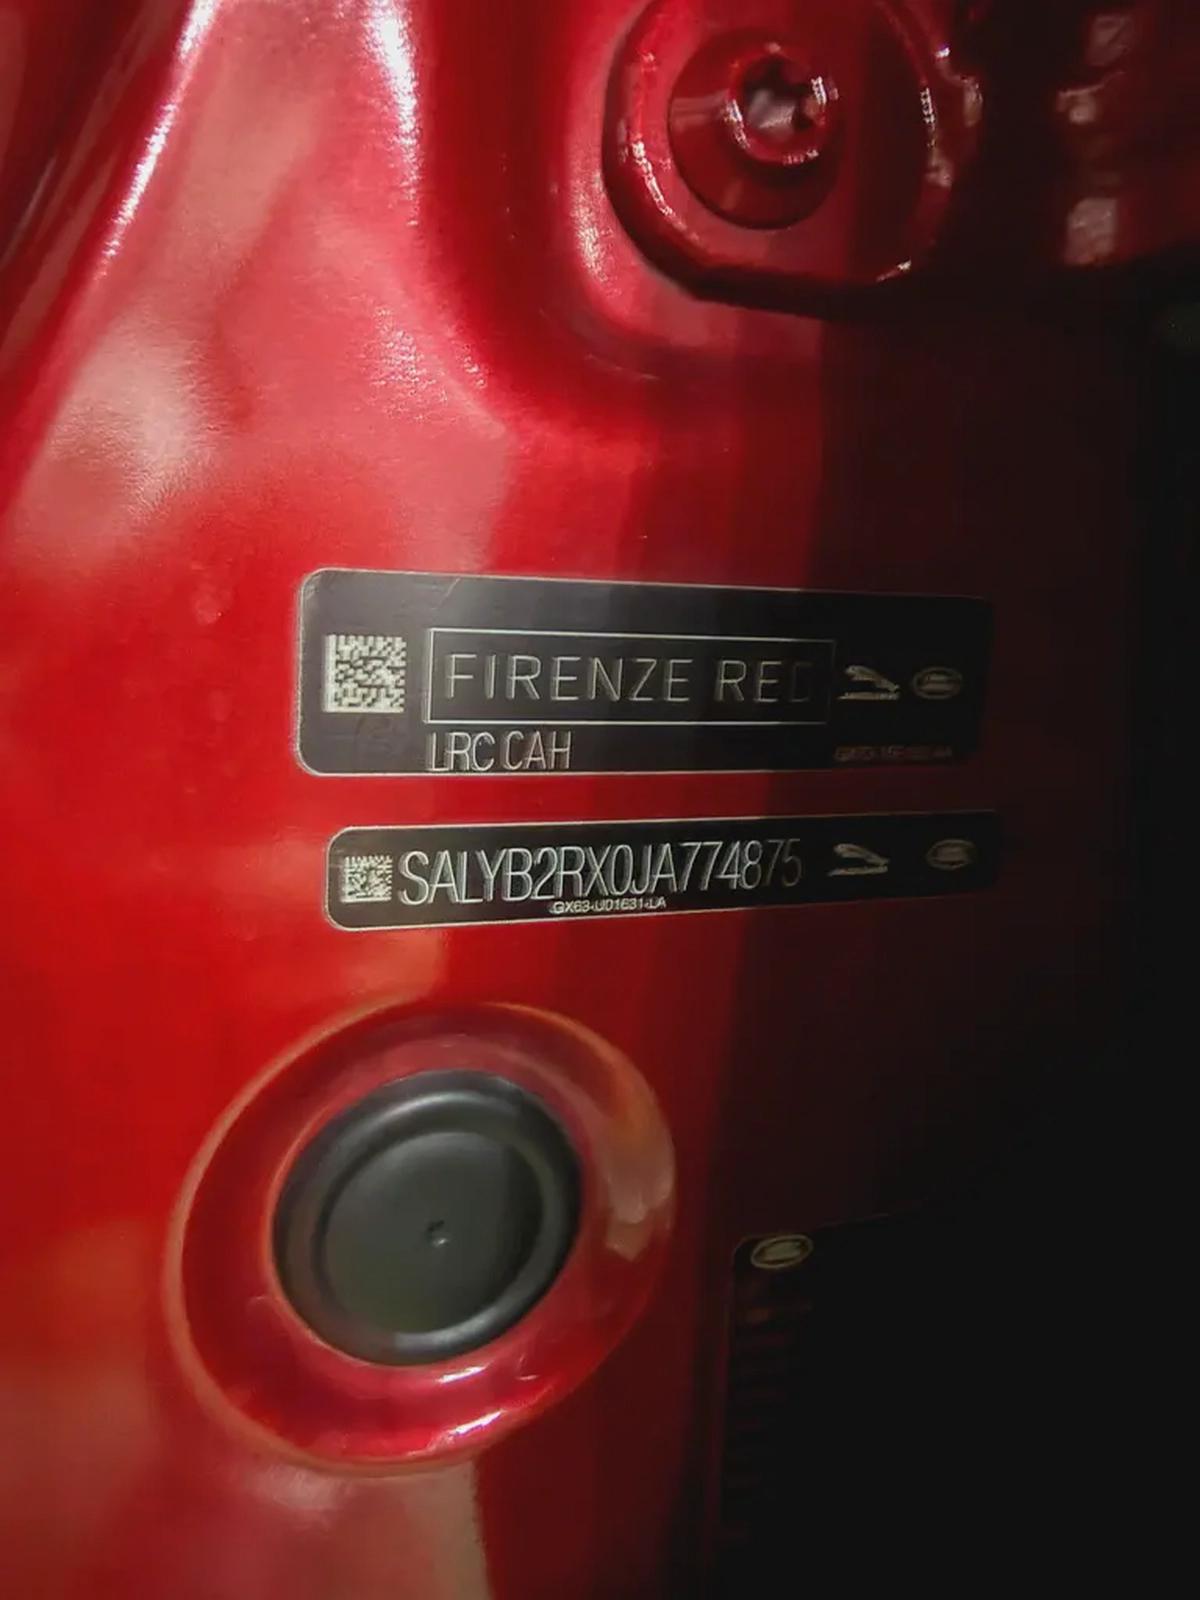 FIRENZE RED
LRC CAH
SALYB2RX0JA774875
GX63-U01631-LA